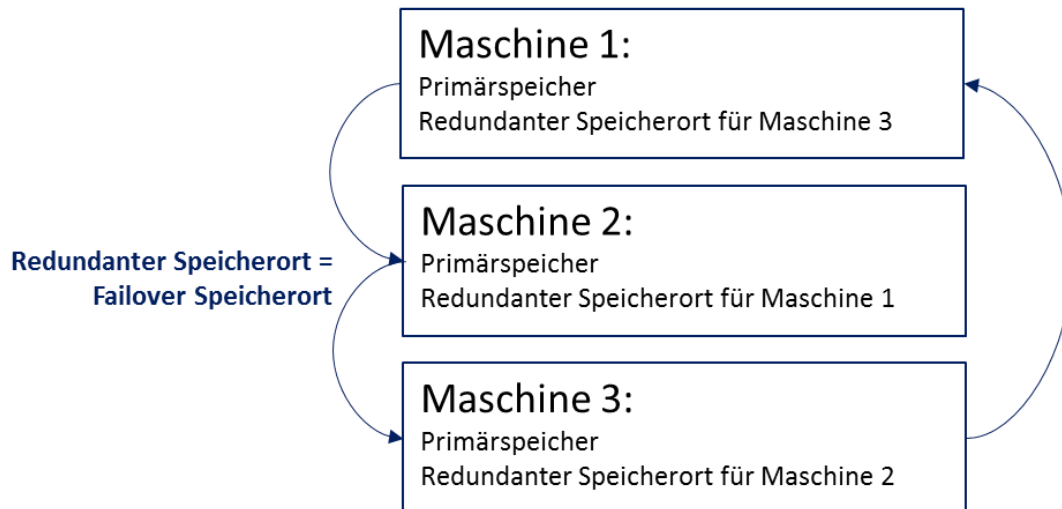 Maschine 1:
Primärspeicher
Redundanter Speicherort für Maschine 3
Maschine 2:
Primärspeicher
Redundanter Speicherort für Maschine 1
Redundanter Speicherort =
Failover Speicherort
Maschine 3:
Primärspeicher
Redundanter Speicherort für Maschine 2